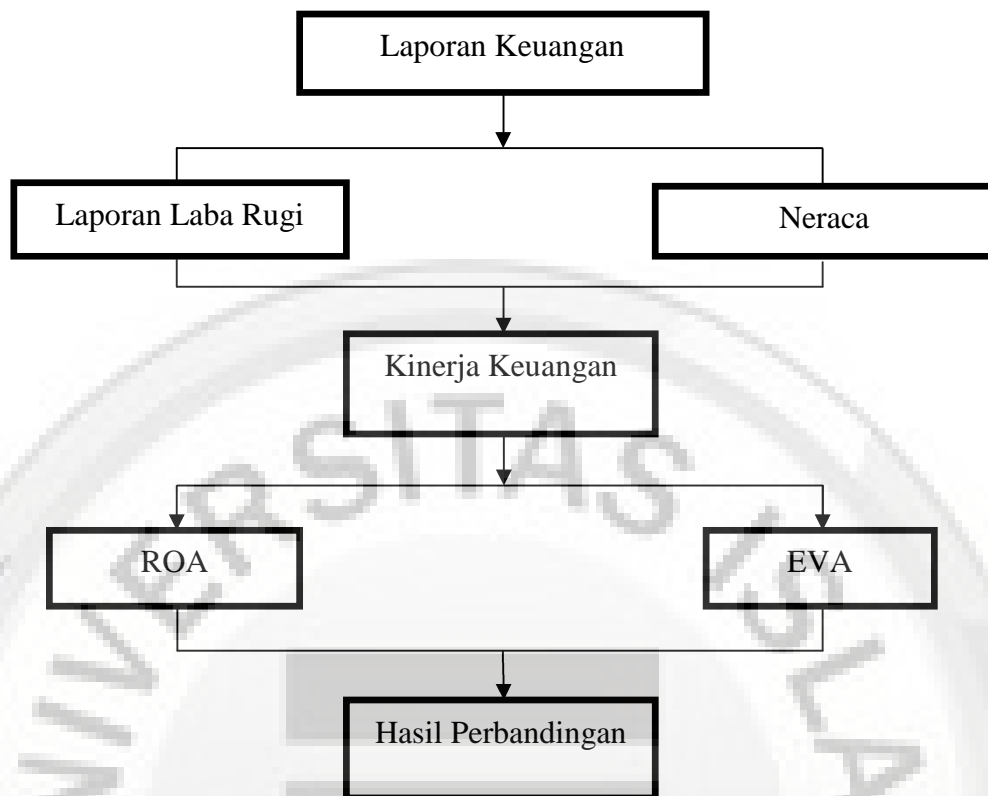 Laporan Keuangan
Laporan Laba Rugi
Neraca
Kinerja Keuangan
ROA
EVA
Hasil Perbandingan